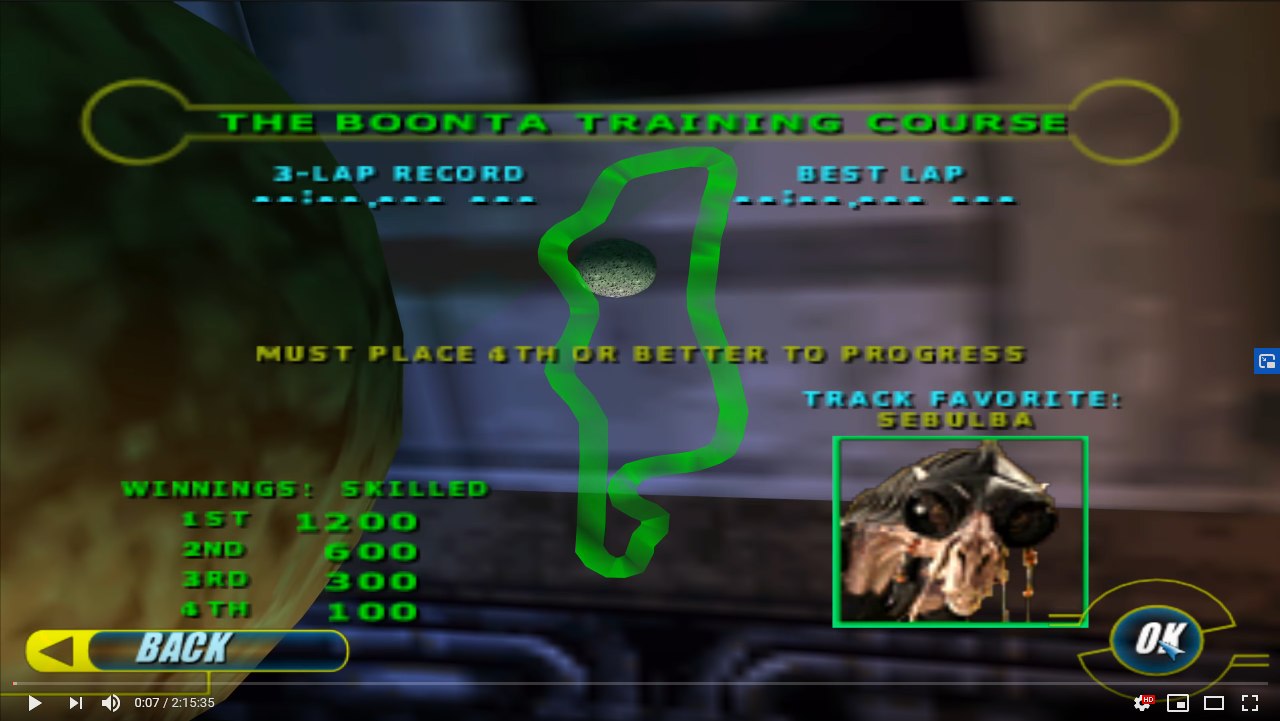 THE BOONTA TRAINING COURSE
3-LAP RECORD
--:--.--- ---
BEST LAP
--:--.--- ---
MUST PLACE 4TH OR BETTER TO PROGRESS
TRACK FAVORITE:
SEBULBA
WINNINGS: SKILLED
1ST 1200
2ND 600
3RD 300
4TH 100
BACK
OK
0:07 / 2:15:35
HD